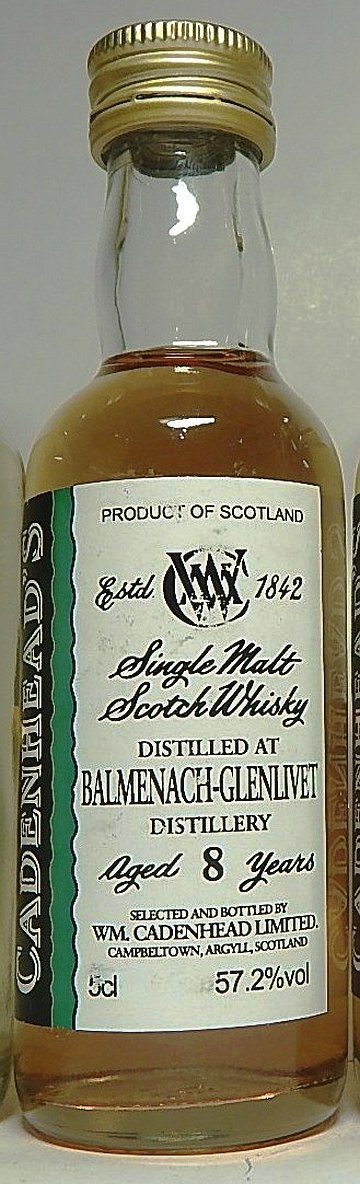 PRODUCT OF SCOTLAND
Estd WMC 1842
Single Malt
Scotch Whisky
DISTILLED AT
BALMENACH-GLENLIVET
DISTILLERY
Aged 8 Years
SELECTED AND BOTTLED BY
WM. CADENHEAD LIMITED.
CAMPBELTOWN, ARGYLL, SCOTLAND
5cl 57.2%vol
CADENHEAD'S